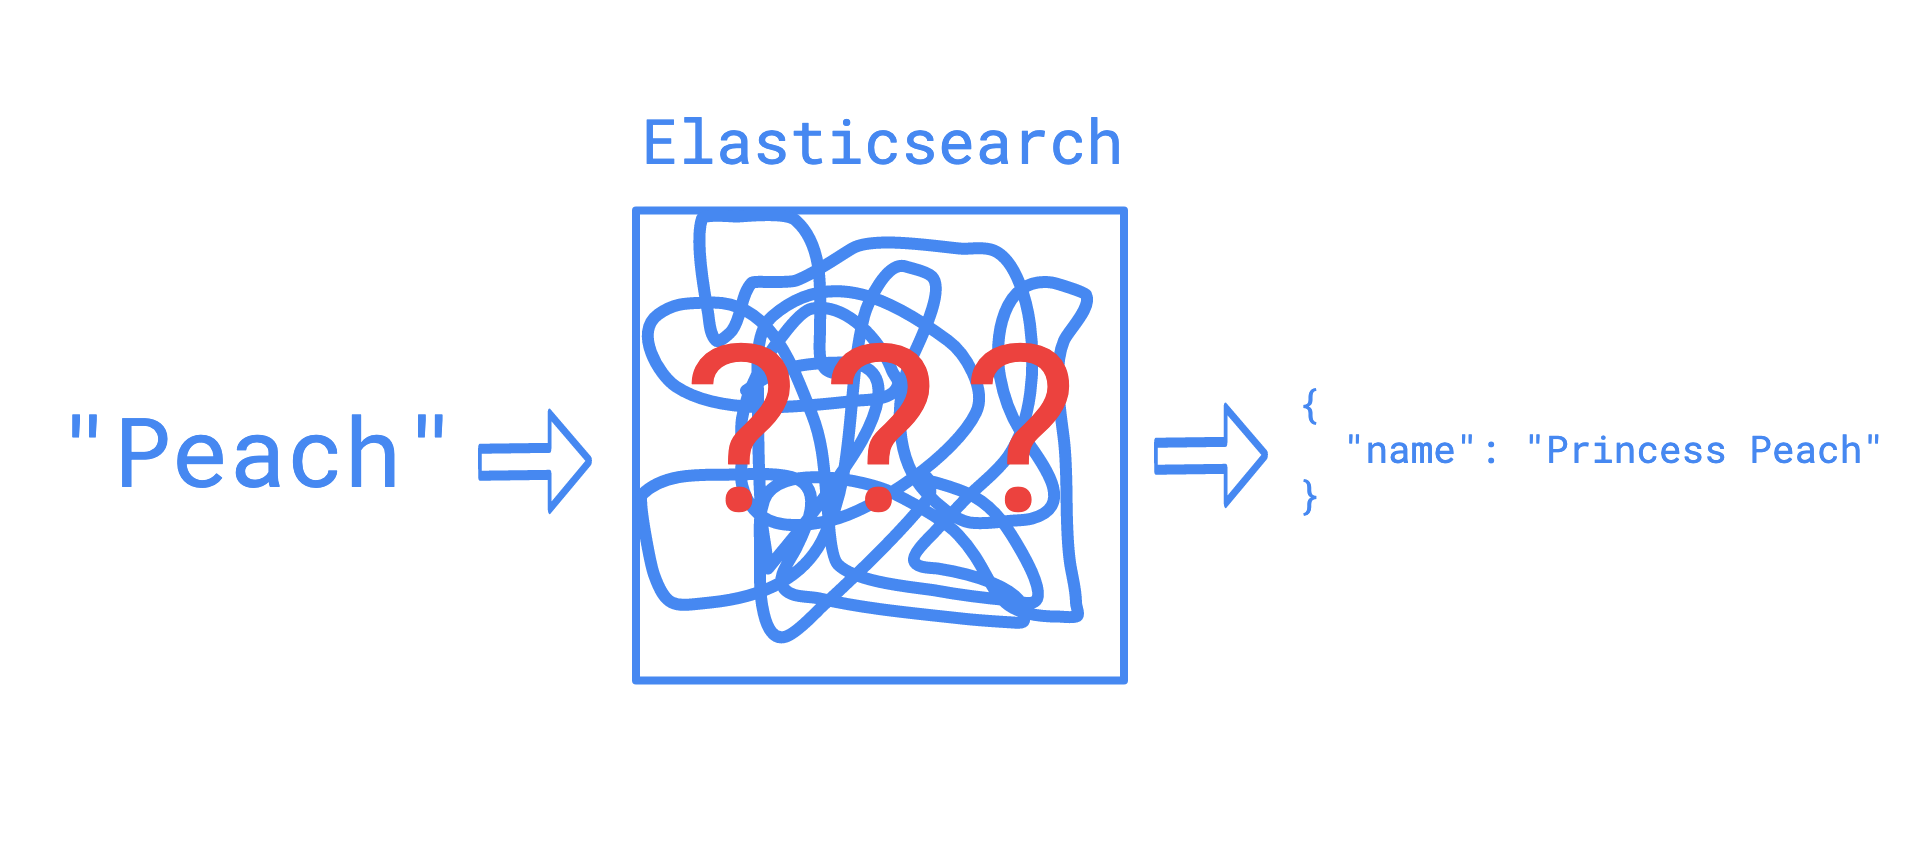 Elasticsearch
"Peach"
???
{
"name": "Princess Peach"
}